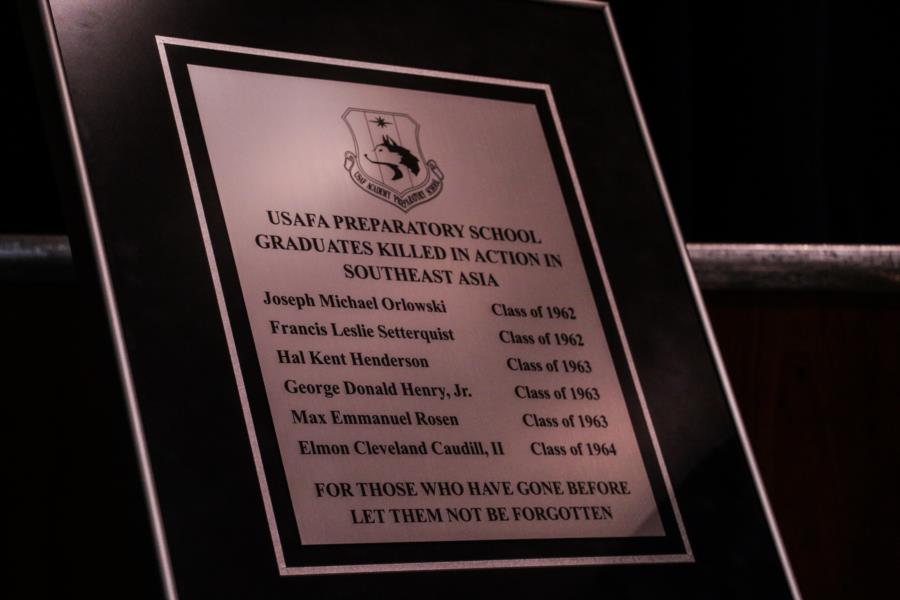 USAF ACADEMY PREPARATORY SCHOOL
USAFA PREPARATORY SCHOOL
GRADUATES KILLED IN ACTION IN
SOUTHEAST ASIA
Joseph Michael Orlowski Class of 1962
Francis Leslie Setterquist Class of 1962
Hal Kent Henderson Class of 1963
George Donald Henry, Jr. Class of 1963
Max Emmanuel Rosen Class of 1963
Elmon Cleveland Caudill, II Class of 1964
FOR THOSE WHO HAVE GONE BEFORE
LET THEM NOT BE FORGOTTEN